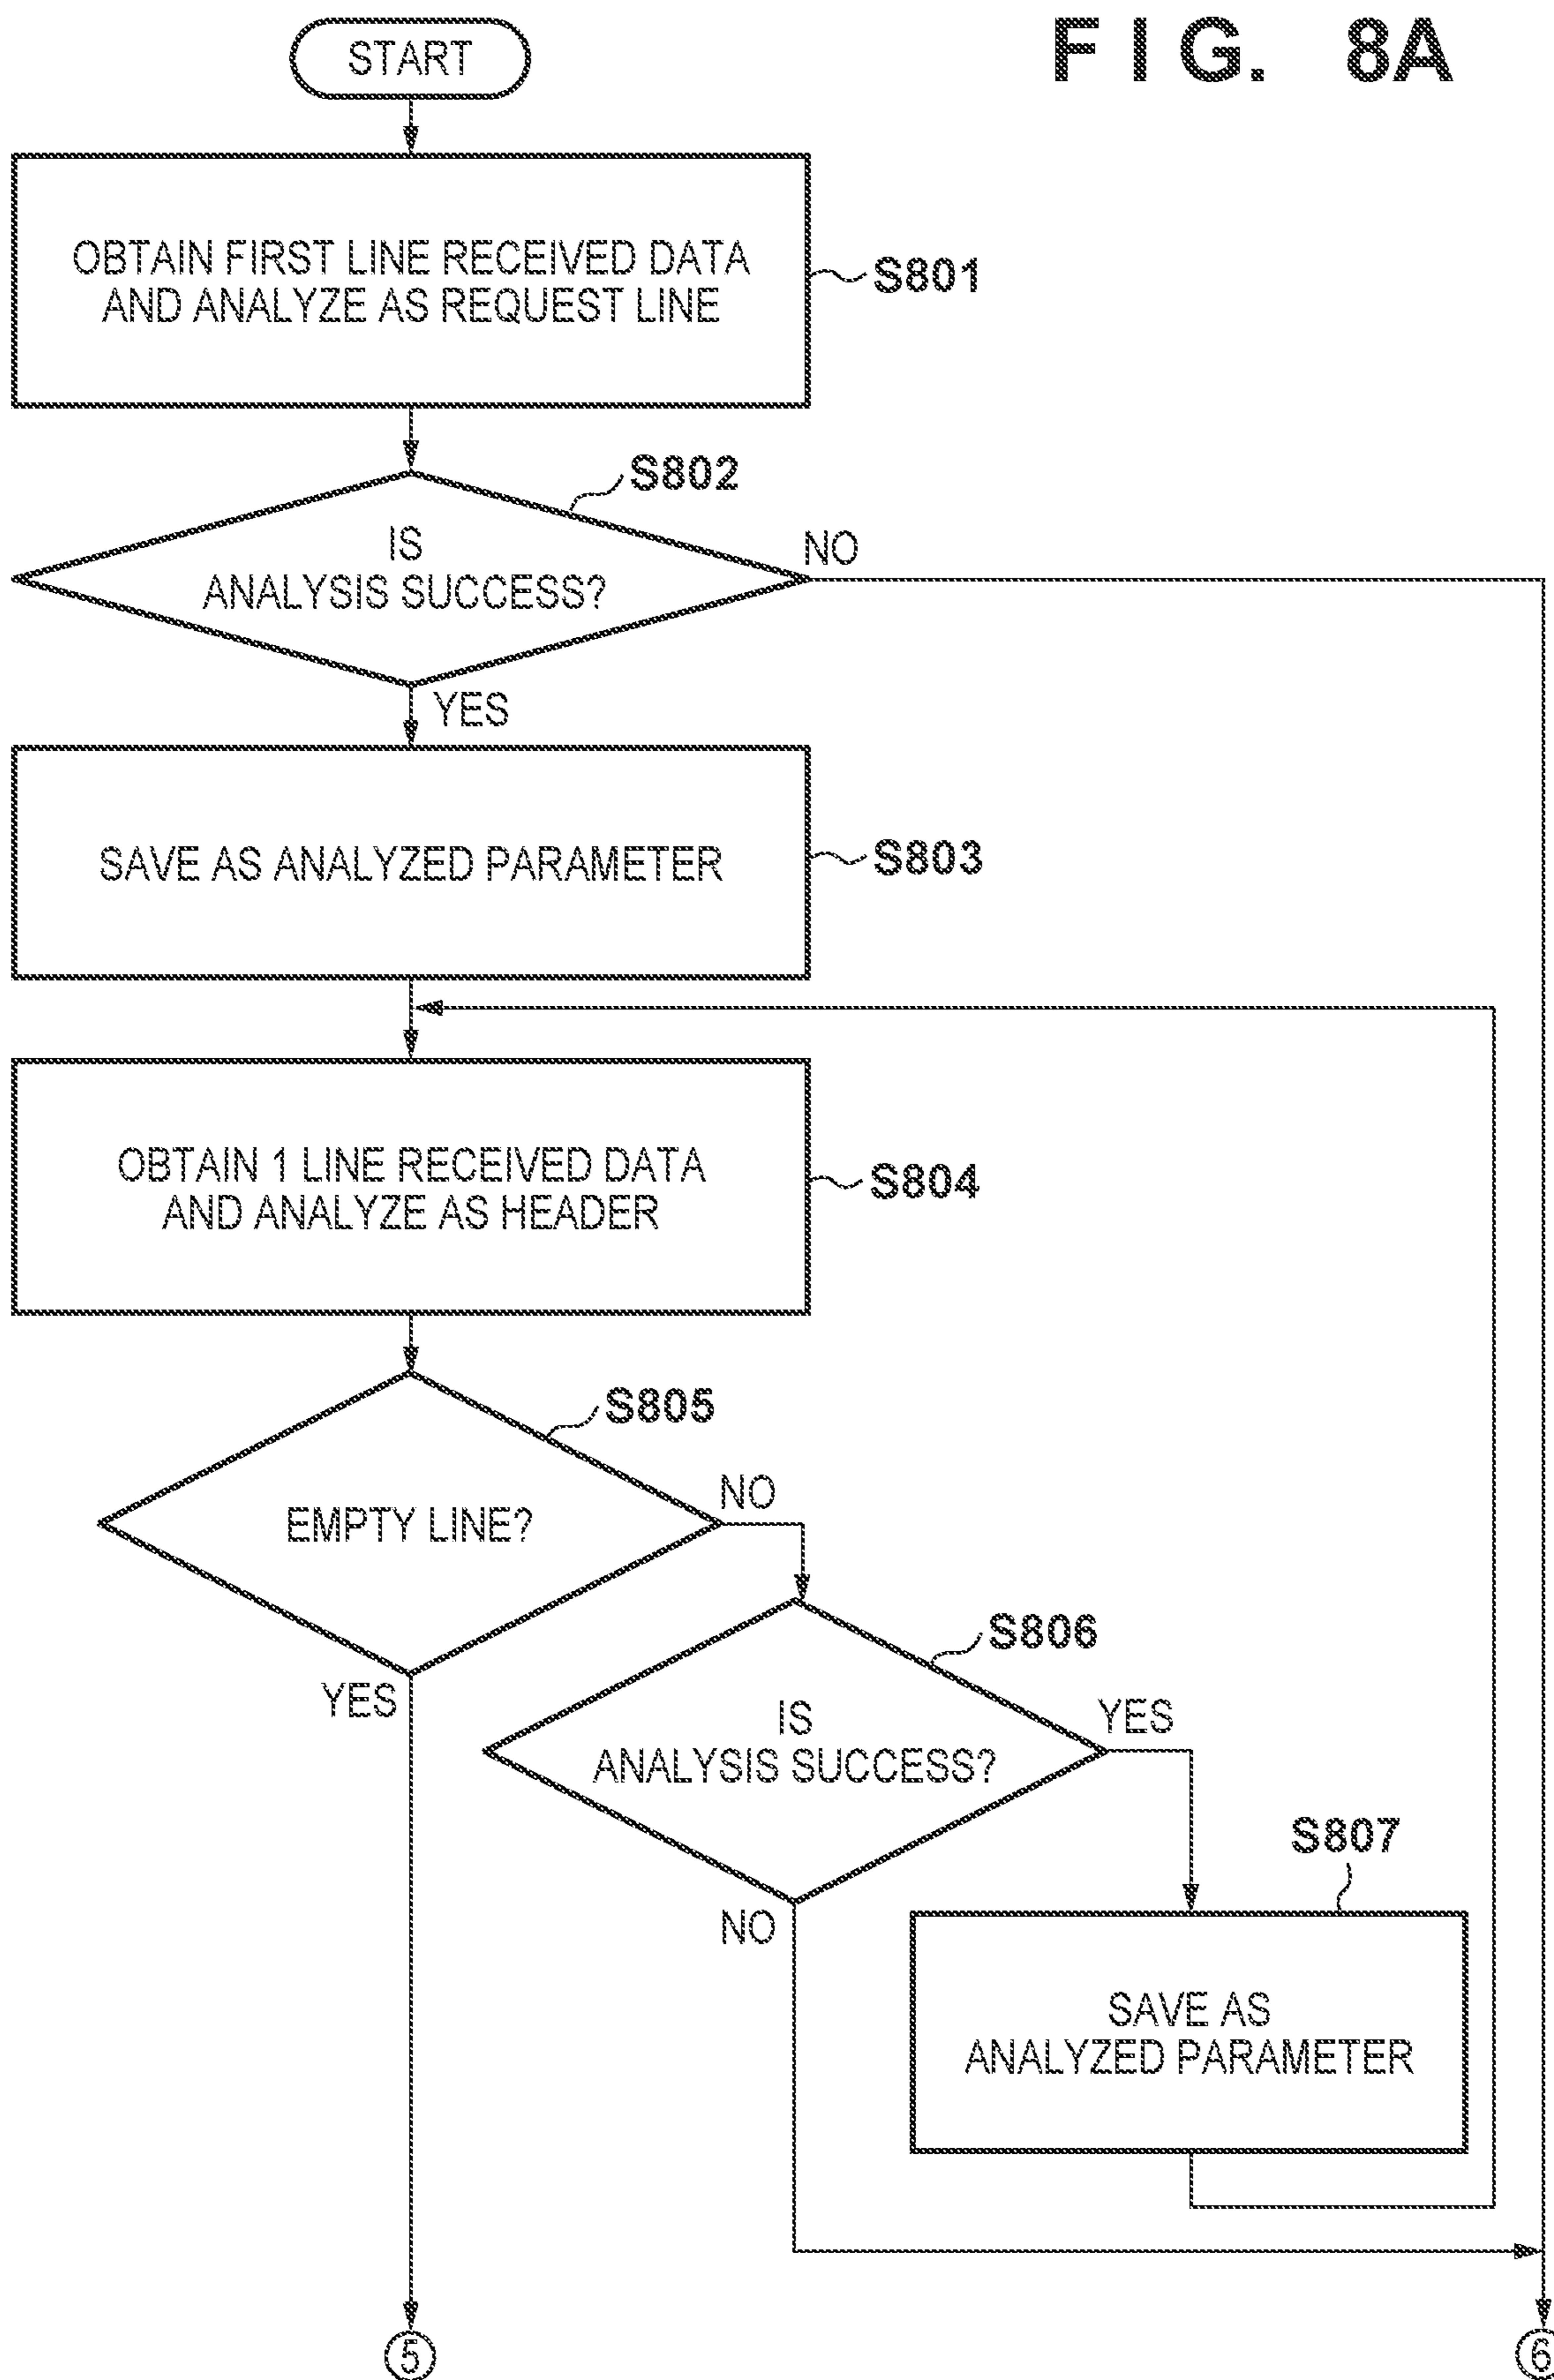 FIG. 8A
START
OBTAIN FIRST LINE RECEIVED DATA
AND ANALYZE AS REQUEST LINE
S801
S802
IS
ANALYSIS SUCCESS?
NO
YES
SAVE AS ANALYZED PARAMETER
S803
OBTAIN 1 LINE RECEIVED DATA
AND ANALYZE AS HEADER
S804
S805
EMPTY LINE?
NO
YES
S806
IS
ANALYSIS SUCCESS?
YES
NO
S807
SAVE AS
ANALYZED PARAMETER
5
6